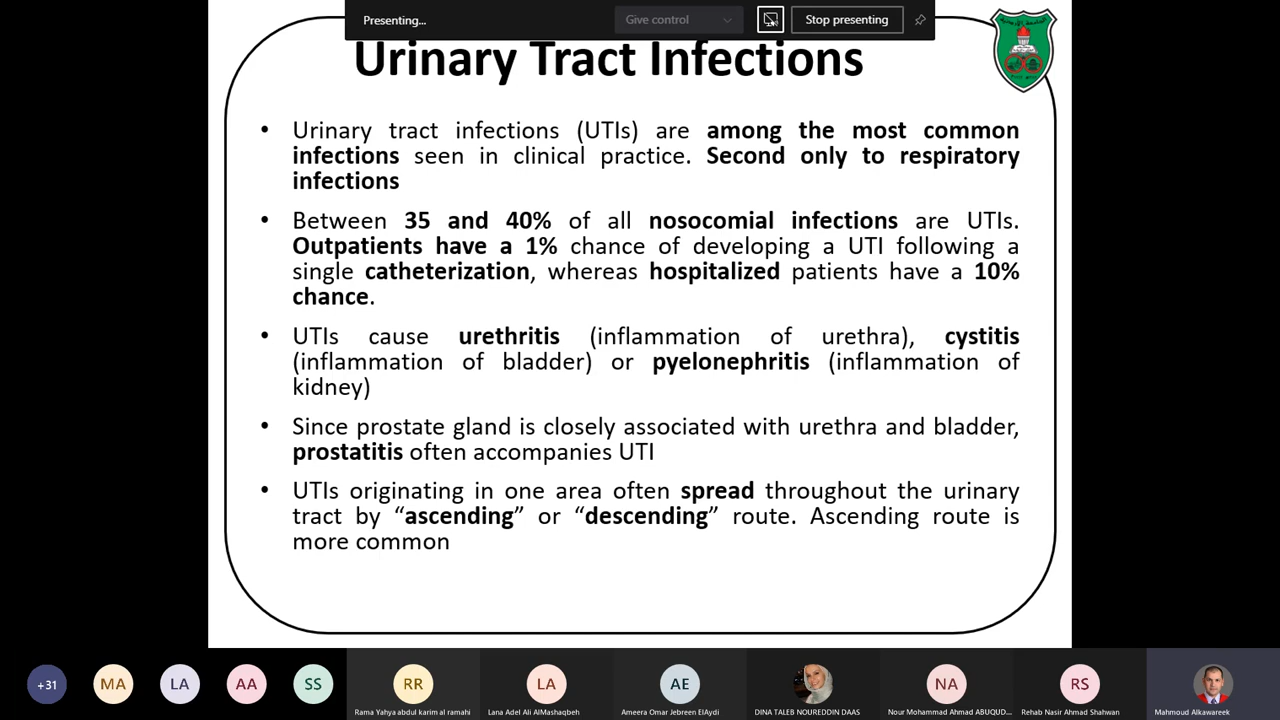 Presenting...
Give control
Stop presenting
Urinary Tract Infections
• Urinary tract infections (UTIs) are among the most common
infections seen in clinical practice. Second only to respiratory
infections
• Between 35 and 40% of all nosocomial infections are UTIs.
Outpatients have a 1% chance of developing a UTI following a
single catheterization, whereas hospitalized patients have a 10%
chance.
• UTIs cause urethritis (inflammation of urethra), cystitis
(inflammation of bladder) or pyelonephritis (inflammation of
kidney)
• Since prostate gland is closely associated with urethra and bladder,
prostatitis often accompanies UTI
• UTIs originating in one area often spread throughout the urinary
tract by “ascending” or “descending” route. Ascending route is
more common
+31
MA
LA
AA
SS
RR
LA
AE
NA
RS
Rama Yahya abdul karim al ramahi
Lana Adel Ali AlMashaqbeh
Ameera Omar Jebreen ElAydi
DINA TALEB NOUREDDIN DAAS
Nour Mohammad Ahmad ABUQUD...
Rehab Nasir Ahmad Shahwan
Mahmoud Alkawareek